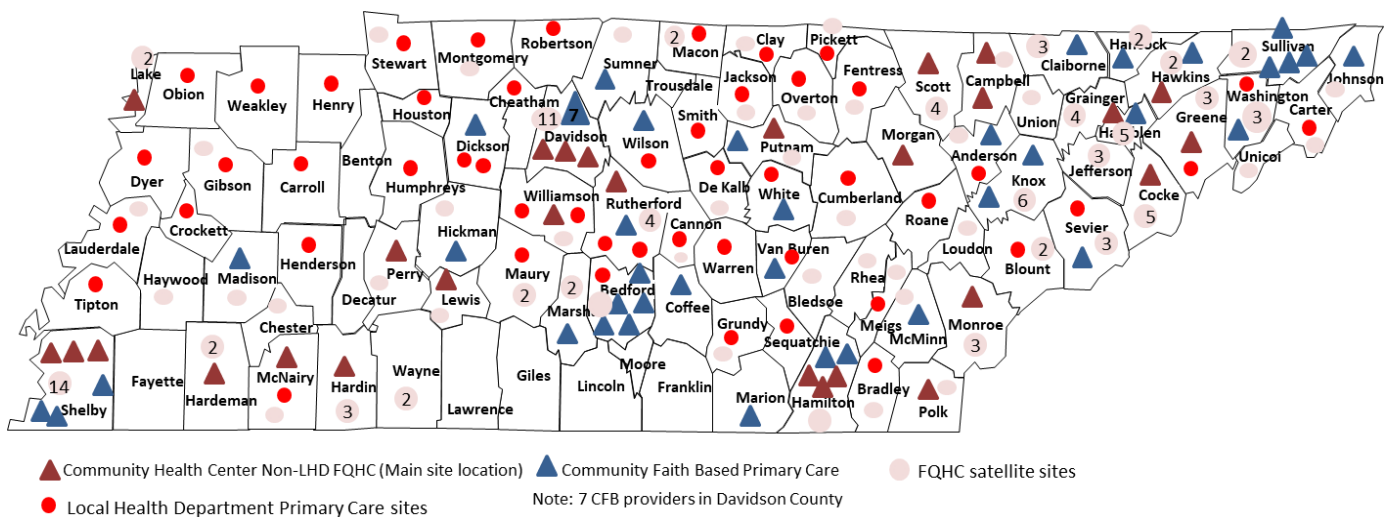 Stewart
Montgomery
Robertson
Sumner
2
Macon
Clay
Pickett
Trousdale
Jackson
Overton
Fentress
Scott
4
Campbell
3
Claiborne
2
Hancock
2
Hawkins
2
Sullivan
Johnson
2
Lake
Obion
Weakley
Henry
Houston
Cheatham
11
7
Davidson
Dickson
Wilson
Smith
Putnam
Morgan
Union
Grainger
4
Hamblen
5
3
Greene
Washington
3
Carter
Unicoi
Dyer
Gibson
Carroll
Benton
Humphreys
Williamson
Rutherford
4
De Kalb
White
Cumberland
Anderson
Knox
6
3
Jefferson
Cocke
5
Lauderdale
Crockett
Haywood
Madison
Henderson
Decatur
Perry
Hickman
Lewis
Maury
2
2
Marshall
Bedford
Cannon
Coffee
Warren
Van Buren
Bledsoe
Rhea
Roane
Loudon
Blount
2
Sevier
3
Tipton
Chester
Grundy
Sequatchie
Meigs
McMinn
Monroe
3
14
Shelby
Fayette
2
Hardeman
McNairy
Hardin
3
Wayne
2
Lawrence
Giles
Lincoln
Moore
Franklin
Marion
Hamilton
Bradley
Polk
Community Health Center Non-LHD FQHC (Main site location)
Community Faith Based Primary Care
FQHC satellite sites
Local Health Department Primary Care sites
Note: 7 CFB providers in Davidson County